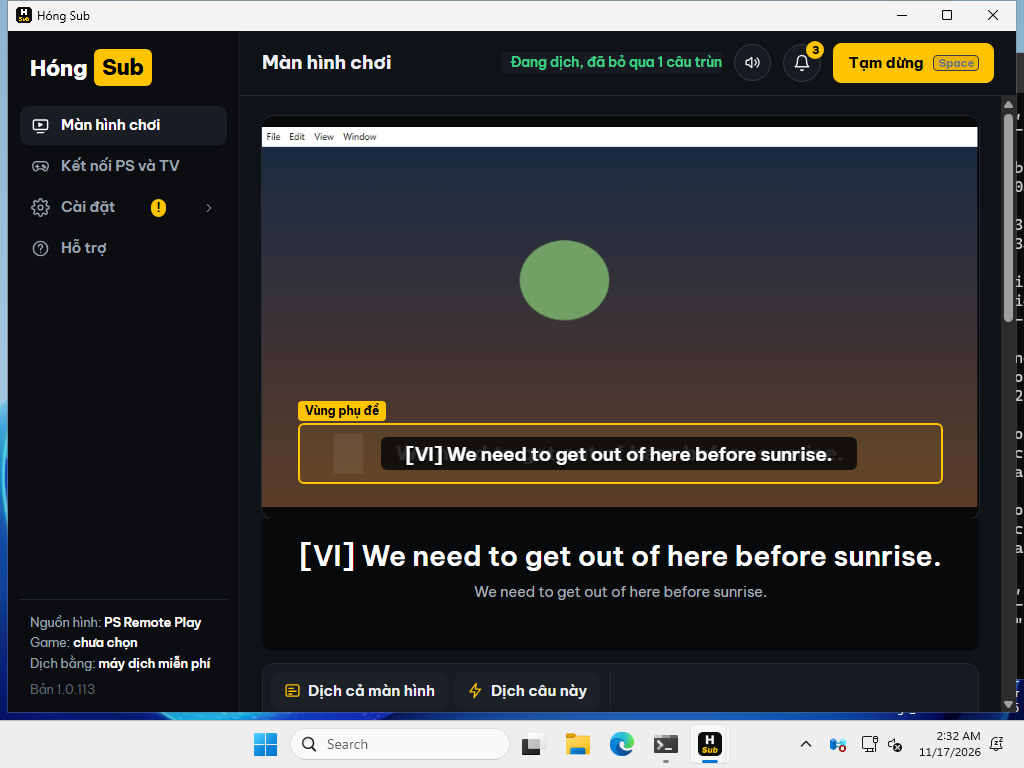 Hóng Sub
Hóng Sub
Màn hình chơi
Kết nối PS và TV
Cài đặt !
Hỗ trợ
Nguồn hình: PS Remote Play
Game: chưa chọn
Dịch bằng: máy dịch miễn phí
Bản 1.0.113
Màn hình chơi
Đang dịch, đã bỏ qua 1 câu trùn
3
Tạm dừng Space
File Edit View Window
Vùng phụ đề
[VI] We need to get out of here before sunrise.
[VI] We need to get out of here before sunrise.
We need to get out of here before sunrise.
Dịch cả màn hình
Dịch câu này
Search
H
Sub
2:32 AM
11/17/2026